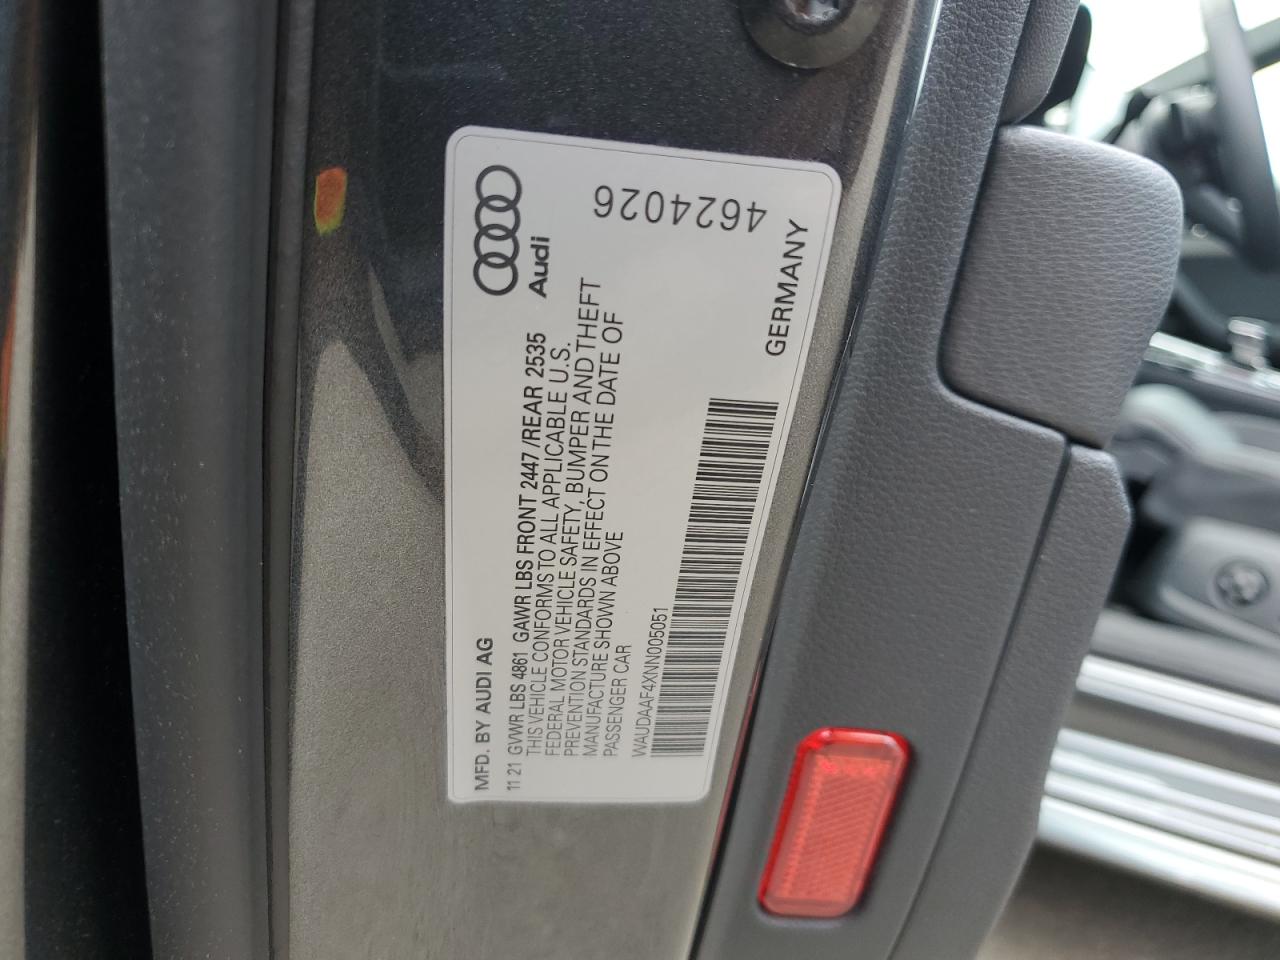 Audi
4624026
GERMANY
MFD. BY AUDI AG
11 21 GVWR LBS 4861 GAWR LBS FRONT 2447 /REAR 2535
THIS VEHICLE CONFORMS TO ALL APPLICABLE U.S.
FEDERAL MOTOR VEHICLE SAFETY, BUMPER AND THEFT
PREVENTION STANDARDS IN EFFECT ON THE DATE OF
MANUFACTURE SHOWN ABOVE
PASSENGER CAR
WAUDAAF4XNN005051